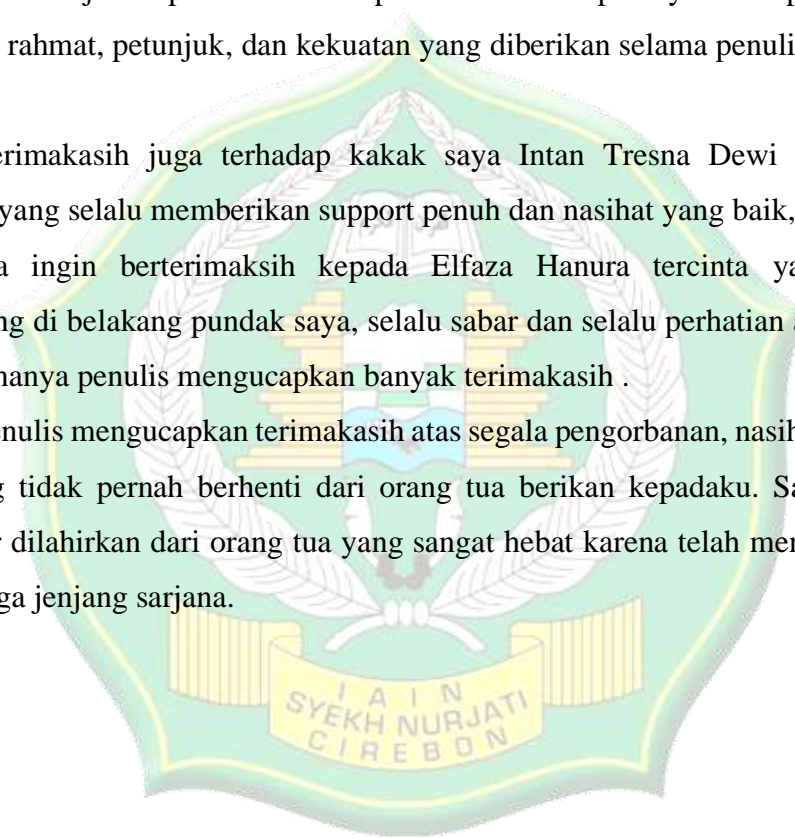 rahmat, petunjuk, dan kekuatan yang diberikan selama penuli
erimakasih juga terhadap kakak saya Intan Tresna Dewi
yang selalu memberikan support penuh dan nasihat yang baik,
a ingin berterimaksih kepada Elfaza Hanura tercinta ya
ng di belakang pundak saya, selalu sabar dan selalu perhatian a
nanya penulis mengucapkan banyak terimakasih .
enulis mengucapkan terimakasih atas segala pengorbanan, nasih
g tidak pernah berhenti dari orang tua berikan kepadaku. Sa
r dilahirkan dari orang tua yang sangat hebat karena telah mer
ga jenjang sarjana.
IAIN
SYEKH NURJATI
CIREBON